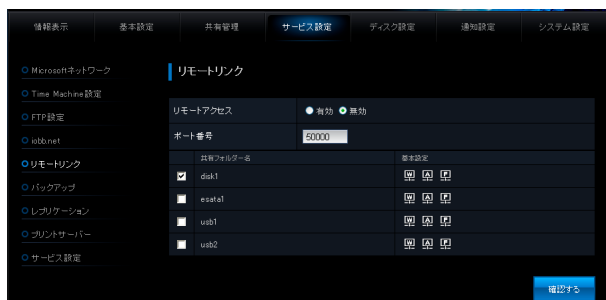 情報表示 基本設定 共有管理 サービス設定 ディスク設定 通知設定 システム設定
Microsoftネットワーク
Time Machine設定
FTP設定
iobb.net
リモートリンク
バックアップ
レプリケーション
プリントサーバー
サービス設定
リモートリンク
リモートアクセス 有効 無効
ポート番号 50000
共有フォルダー名 基本設定
disk1 W A F
esata1 W A F
usb1 W A F
usb2 W A F
確認する